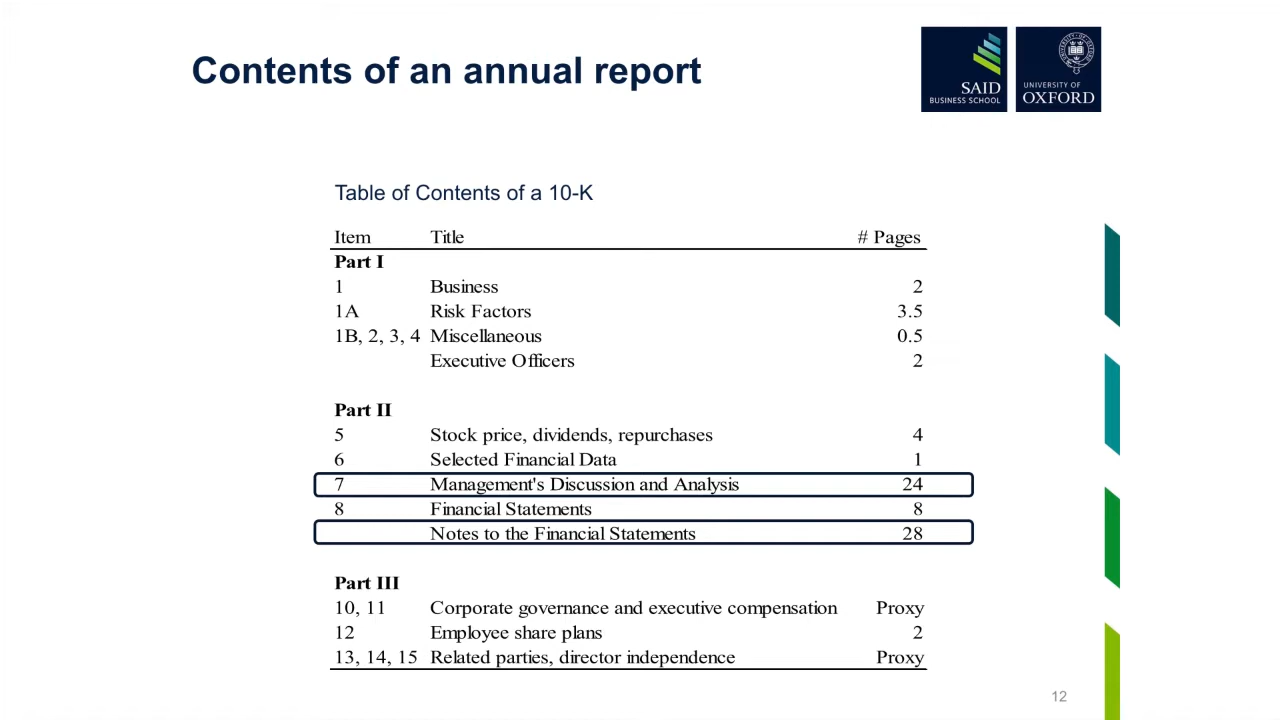 Contents of an annual report
SAID
BUSINESS SCHOOL
UNIVERSITY OF
OXFORD
Table of Contents of a 10-K
Item Title # Pages
Part I
1 Business 2
1A Risk Factors 3.5
1B, 2, 3, 4 Miscellaneous 0.5
Executive Officers 2
Part II
5 Stock price, dividends, repurchases 4
6 Selected Financial Data 1
7 Management's Discussion and Analysis 24
8 Financial Statements 8
Notes to the Financial Statements 28
Part III
10, 11 Corporate governance and executive compensation Proxy
12 Employee share plans 2
13, 14, 15 Related parties, director independence Proxy
12